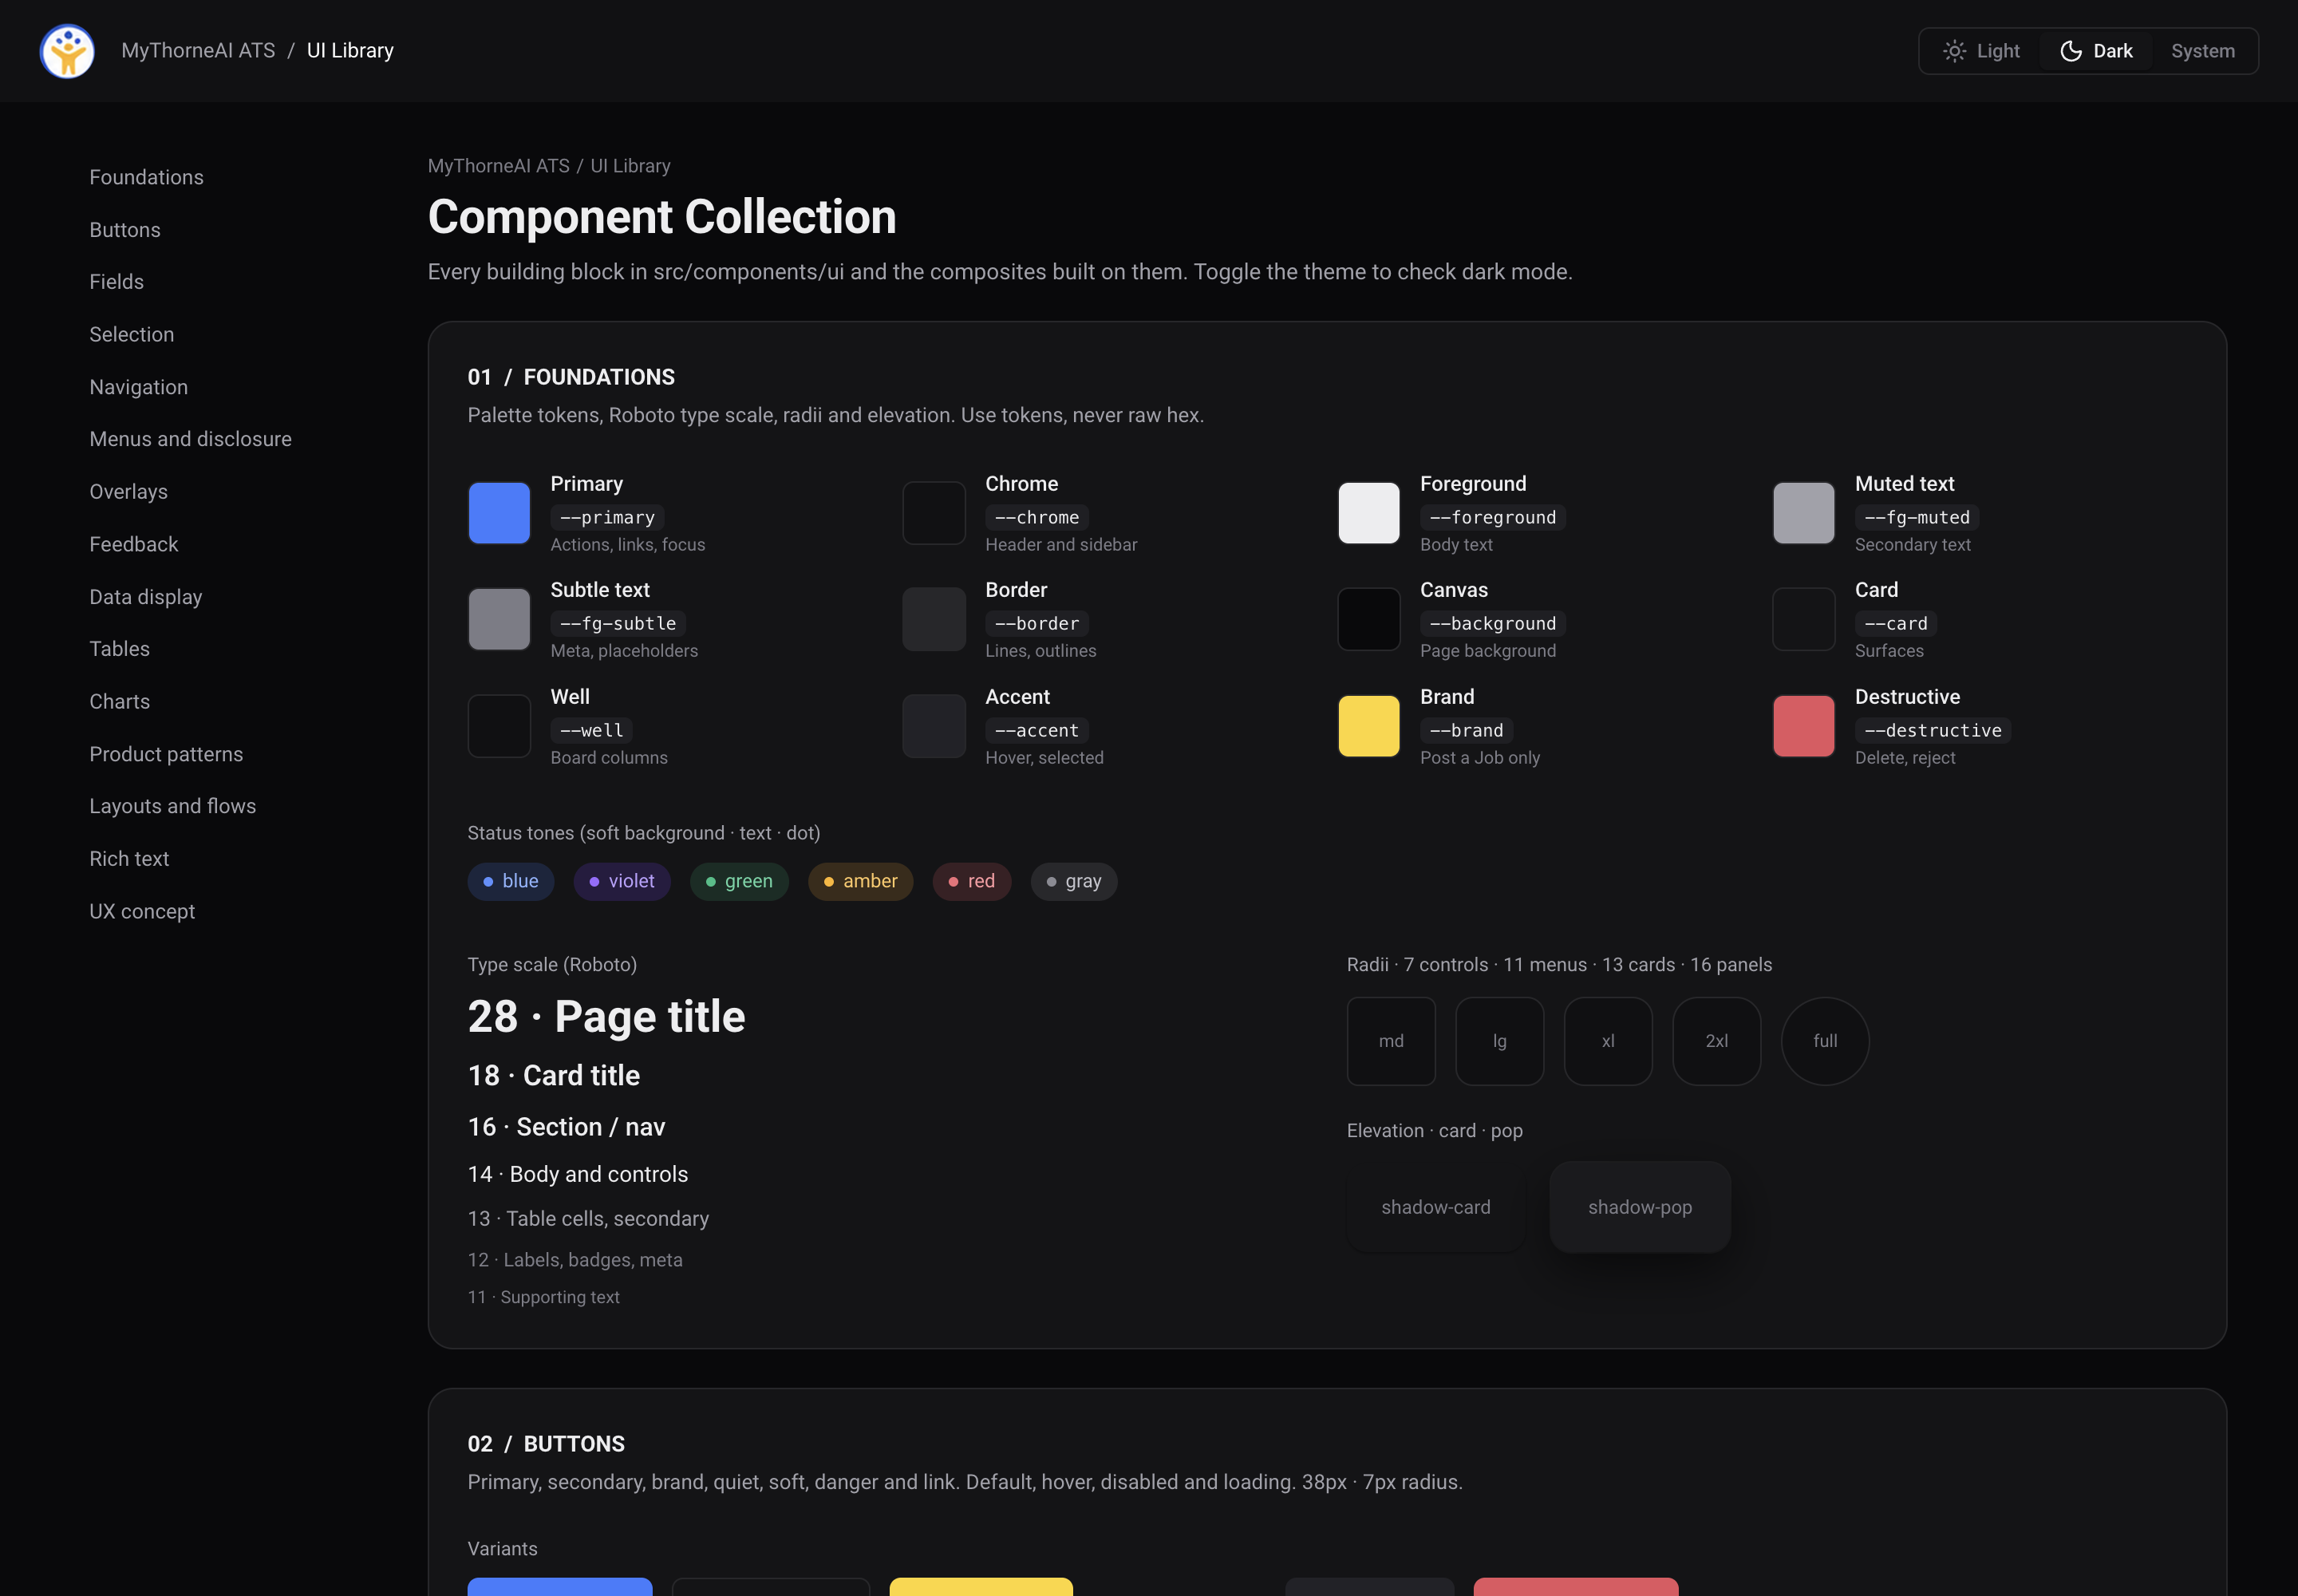 MyThorneAI ATS / UI Library
Light Dark System
Foundations
Buttons
Fields
Selection
Navigation
Menus and disclosure
Overlays
Feedback
Data display
Tables
Charts
Product patterns
Layouts and flows
Rich text
UX concept
MyThorneAI ATS / UI Library
Component Collection
Every building block in src/components/ui and the composites built on them. Toggle the theme to check dark mode.
01 / FOUNDATIONS
Palette tokens, Roboto type scale, radii and elevation. Use tokens, never raw hex.
Primary
--primary
Actions, links, focus
Chrome
--chrome
Header and sidebar
Foreground
--foreground
Body text
Muted text
--fg-muted
Secondary text
Subtle text
--fg-subtle
Meta, placeholders
Border
--border
Lines, outlines
Canvas
--background
Page background
Card
--card
Surfaces
Well
--well
Board columns
Accent
--accent
Hover, selected
Brand
--brand
Post a Job only
Destructive
--destructive
Delete, reject
Status tones (soft background · text · dot)
blue violet green amber red gray
Type scale (Roboto)
28 · Page title
18 · Card title
16 · Section / nav
14 · Body and controls
13 · Table cells, secondary
12 · Labels, badges, meta
11 · Supporting text
Radii · 7 controls · 11 menus · 13 cards · 16 panels
md lg xl 2xl full
Elevation · card · pop
shadow-card shadow-pop
02 / BUTTONS
Primary, secondary, brand, quiet, soft, danger and link. Default, hover, disabled and loading. 38px · 7px radius.
Variants